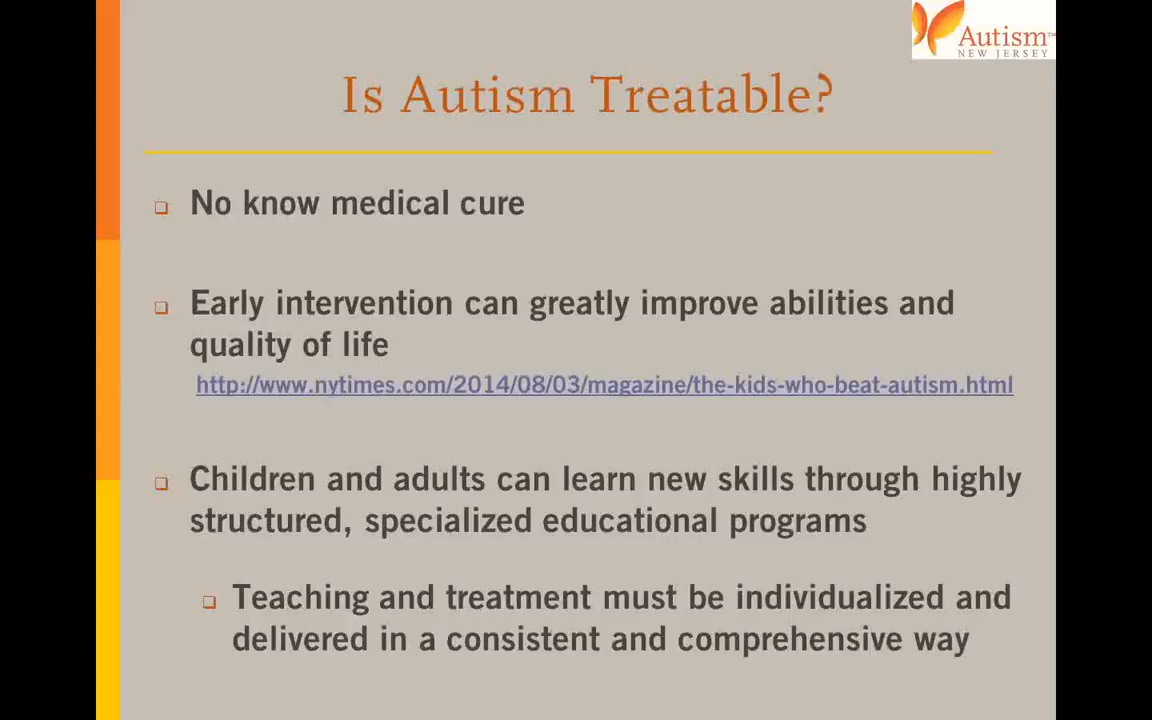 Autism™
NEW JERSEY
Is Autism Treatable?
No know medical cure
Early intervention can greatly improve abilities and
quality of life
http://www.nytimes.com/2014/08/03/magazine/the-kids-who-beat-autism.html
Children and adults can learn new skills through highly
structured, specialized educational programs
Teaching and treatment must be individualized and
delivered in a consistent and comprehensive way